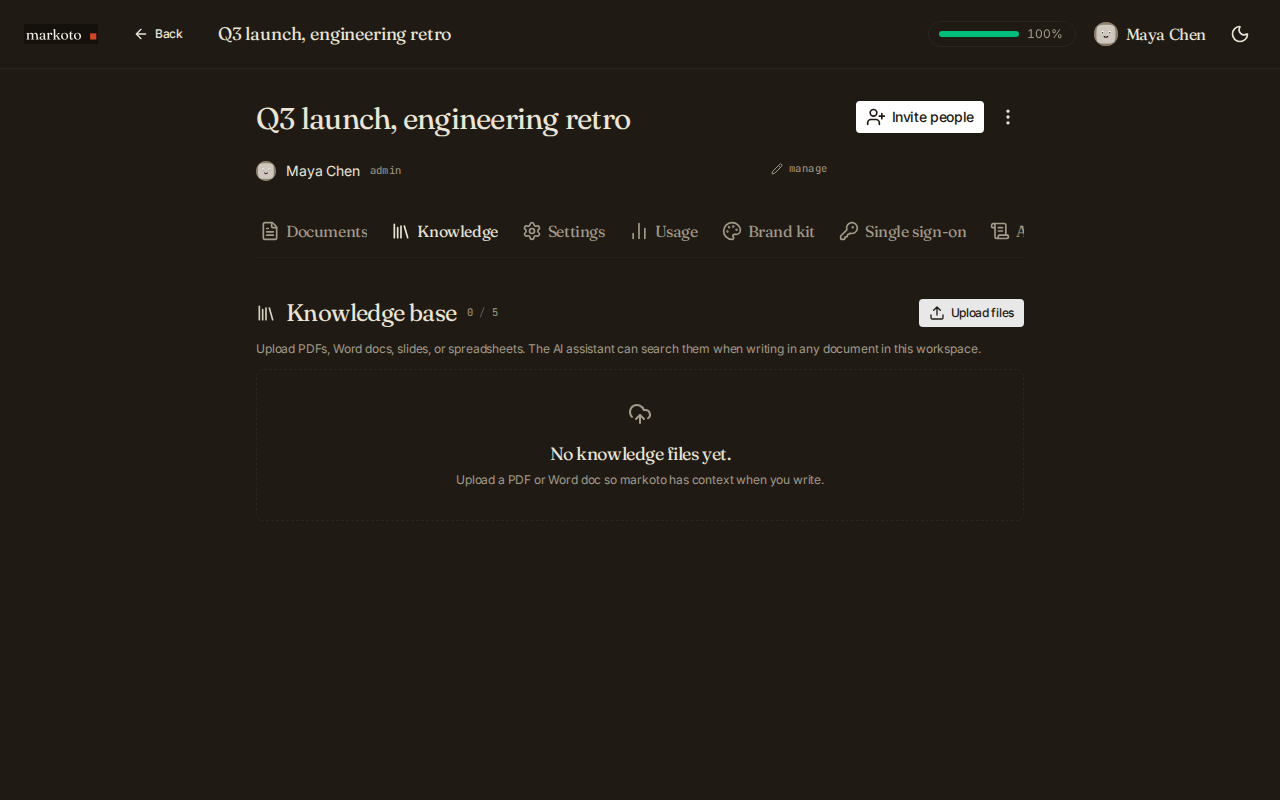 markoto
Back
Q3 launch, engineering retro
100%
Maya Chen
Q3 launch, engineering retro
Invite people
Maya Chen admin
manage
Documents Knowledge Settings Usage Brand kit Single sign-on
Knowledge base 0 / 5
Upload files
Upload PDFs, Word docs, slides, or spreadsheets. The AI assistant can search them when writing in any document in this workspace.
No knowledge files yet.
Upload a PDF or Word doc so markoto has context when you write.